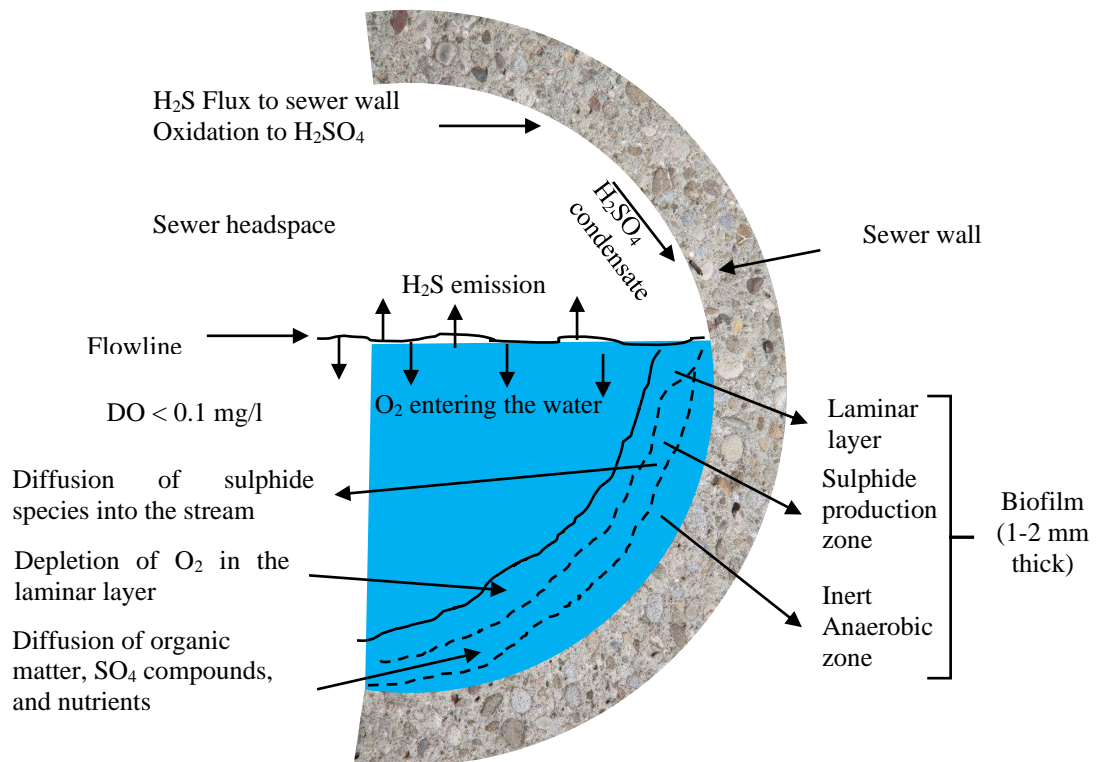 H₂S Flux to sewer wall
Oxidation to H₂SO₄
Sewer headspace
H₂SO₄
condensate
Sewer wall
H₂S emission
Flowline
O₂ entering the water
DO < 0.1 mg/l
Laminar
layer
Diffusion of sulphide
species into the stream
Sulphide
production
zone
Biofilm
(1-2 mm
thick)
Depletion of O₂ in the
laminar layer
Inert
Anaerobic
zone
Diffusion of organic
matter, SO₄ compounds,
and nutrients